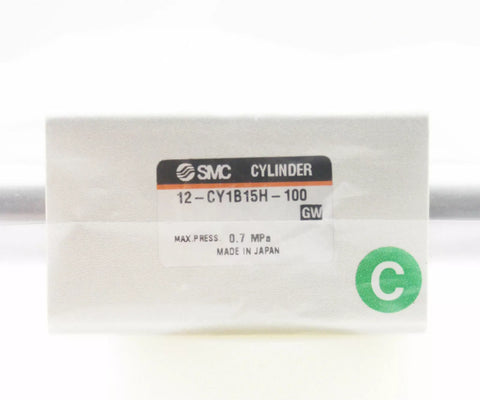 SMC CYLINDER
12-CY1B15H-100
GW
MAX.PRESS. 0.7 MPa
MADE IN JAPAN
C